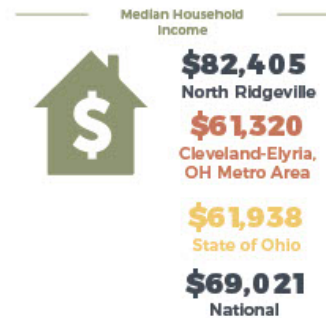 Median Household
Income
$
$82,405
North Ridgeville
$61,320
Cleveland-Elyria,
OH Metro Area
$61,938
State of Ohio
$69,021
National